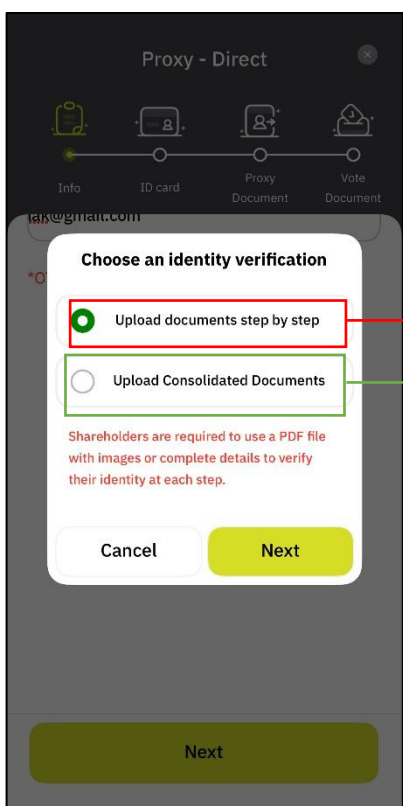 Proxy - Direct
Info
ID card
Proxy
Document
Vote
Document
lak@gmail.com
*O
Choose an identity verification
Upload documents step by step
Upload Consolidated Documents
Shareholders are required to use a PDF file
with images or complete details to verify
their identity at each step.
Cancel
Next
Next